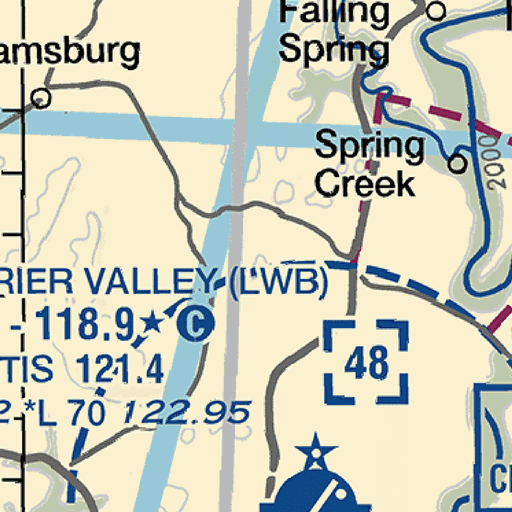 Falling
Spring
amsburg
Spring
Creek
2000
RIER VALLEY (LWB)
- 118.9★ C
TIS 121.4
48
2 *L 70 122.95